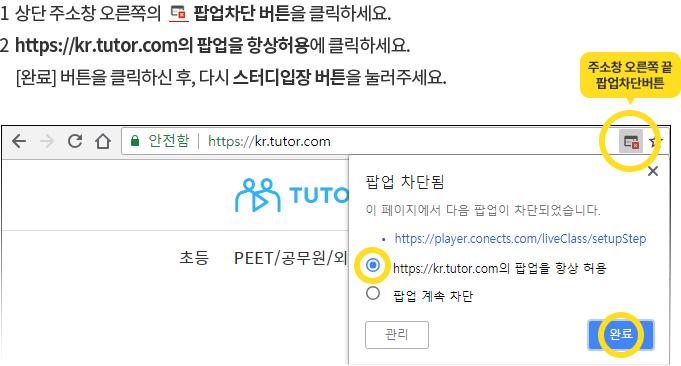 1 상단 주소창 오른쪽의 팝업차단 버튼을 클릭하세요.
2 https://kr.tutor.com의 팝업을 항상허용에 클릭하세요.
[완료] 버튼을 클릭하신 후, 다시 스터디입장 버튼을 눌러주세요.
주소창 오른쪽 끝
팝업차단버튼
안전함 | https://kr.tutor.com
팝업 차단됨
TUTO
이 페이지에서 다음 팝업이 차단되었습니다.
• https://player.conects.com/liveClass/setupStep
초등 PEET/공무원/외
https://kr.tutor.com의 팝업을 항상 허용
팝업 계속 차단
관리 완료